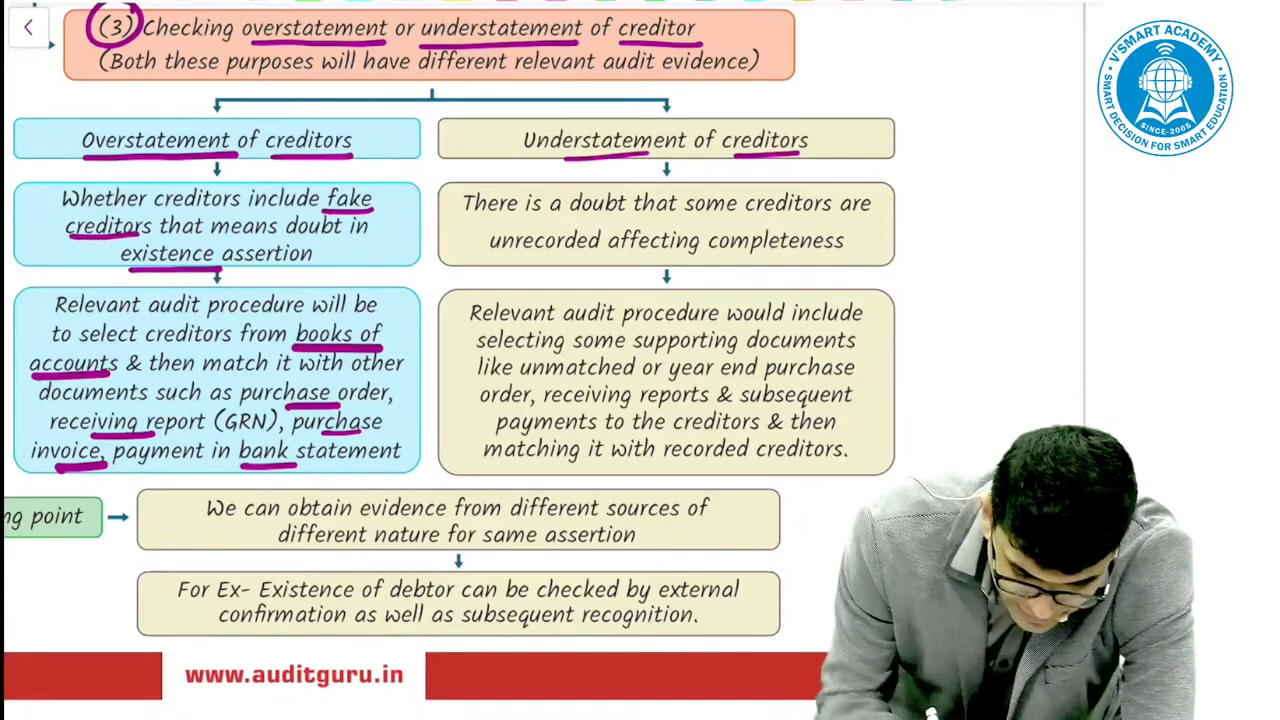 (3) Checking overstatement or understatement of creditor
(Both these purposes will have different relevant audit evidence)
Overstatement of creditors
Whether creditors include fake
creditors that means doubt in
existence assertion
Relevant audit procedure will be
to select creditors from books of
accounts & then match it with other
documents such as purchase order,
receiving report (GRN), purchase
invoice, payment in bank statement
Understatement of creditors
There is a doubt that some creditors are
unrecorded affecting completeness
Relevant audit procedure would include
selecting some supporting documents
like unmatched or year end purchase
order, receiving reports & subsequent
payments to the creditors & then
matching it with recorded creditors.
ng point
We can obtain evidence from different sources of
different nature for same assertion
For Ex- Existence of debtor can be checked by external
confirmation as well as subsequent recognition.
www.auditguru.in
V'SMART ACADEMY
SMART DECISION FOR SMART EDUCATION
SINCE-2005